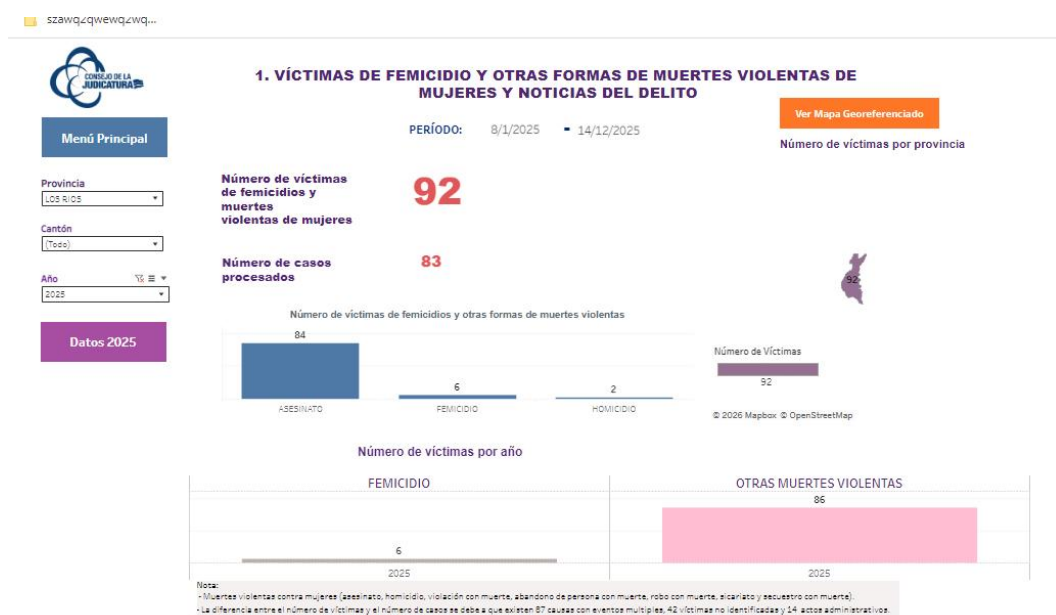 szawqzqwewqzwq...
CONSEJO DE LA
JUDICATURA
1. VÍCTIMAS DE FEMICIDIO Y OTRAS FORMAS DE MUERTES VIOLENTAS DE
MUJERES Y NOTICIAS DEL DELITO
Ver Mapa Georeferenciado
Menú Principal
PERÍODO: 8/1/2025 - 14/12/2025
Número de víctimas por provincia
Provincia
LOS RIOS
Cantón
(Todo)
Año
2025
Datos 2025
Número de víctimas
de femicidios y
muertes
violentas de mujeres
92
Número de casos
procesados
83
92
Número de víctimas de femicidios y otras formas de muertes violentas
84
6
2
ASESINATO
FEMICIDIO
HOMICIDIO
Número de Víctimas
92
© 2026 Mapbox © OpenStreetMap
Número de víctimas por año
FEMICIDIO
OTRAS MUERTES VIOLENTAS
6
86
2025
2025
Nota:
- Muertes violentas contra mujeres (asesinato, homicidio, violación con muerte, abandono de persona con muerte, robo con muerte, sicariato y secuestro con muerte).
- La diferencia entre el número de víctimas y el número de casos se debe a que existen 87 causas con eventos multiples, 42 víctimas no identificadas y 14 actos administrativos.